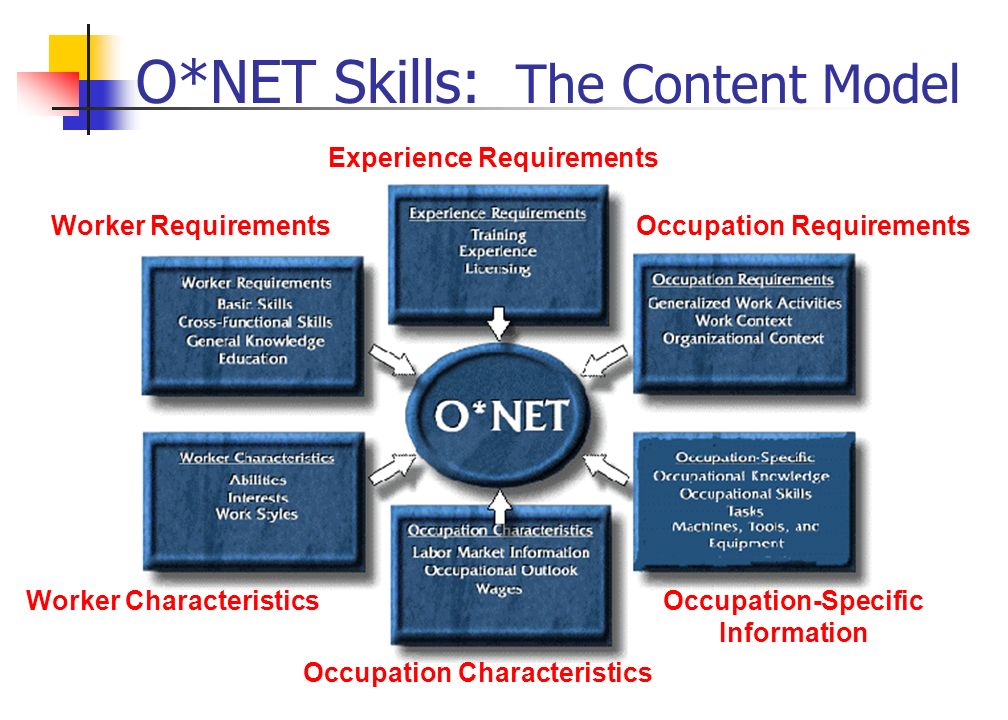 O*NET Skills: The Content Model
Experience Requirements
Worker Requirements
Occupation Requirements
Experience Requirements
Training
Experience
Licensing
Worker Requirements
Basic Skills
Cross-Functional Skills
General Knowledge
Education
Occupation Requirements
Generalized Work Activities
Work Context
Organizational Context
O*NET
Worker Characteristics
Abilities
Interests
Work Styles
Occupation-Specific
Occupational Knowledge
Occupational Skills
Tasks
Machines, Tools, and
Equipment
Occupation Characteristics
Labor Market Information
Occupational Outlook
Wages
Worker Characteristics
Occupation-Specific
Information
Occupation Characteristics